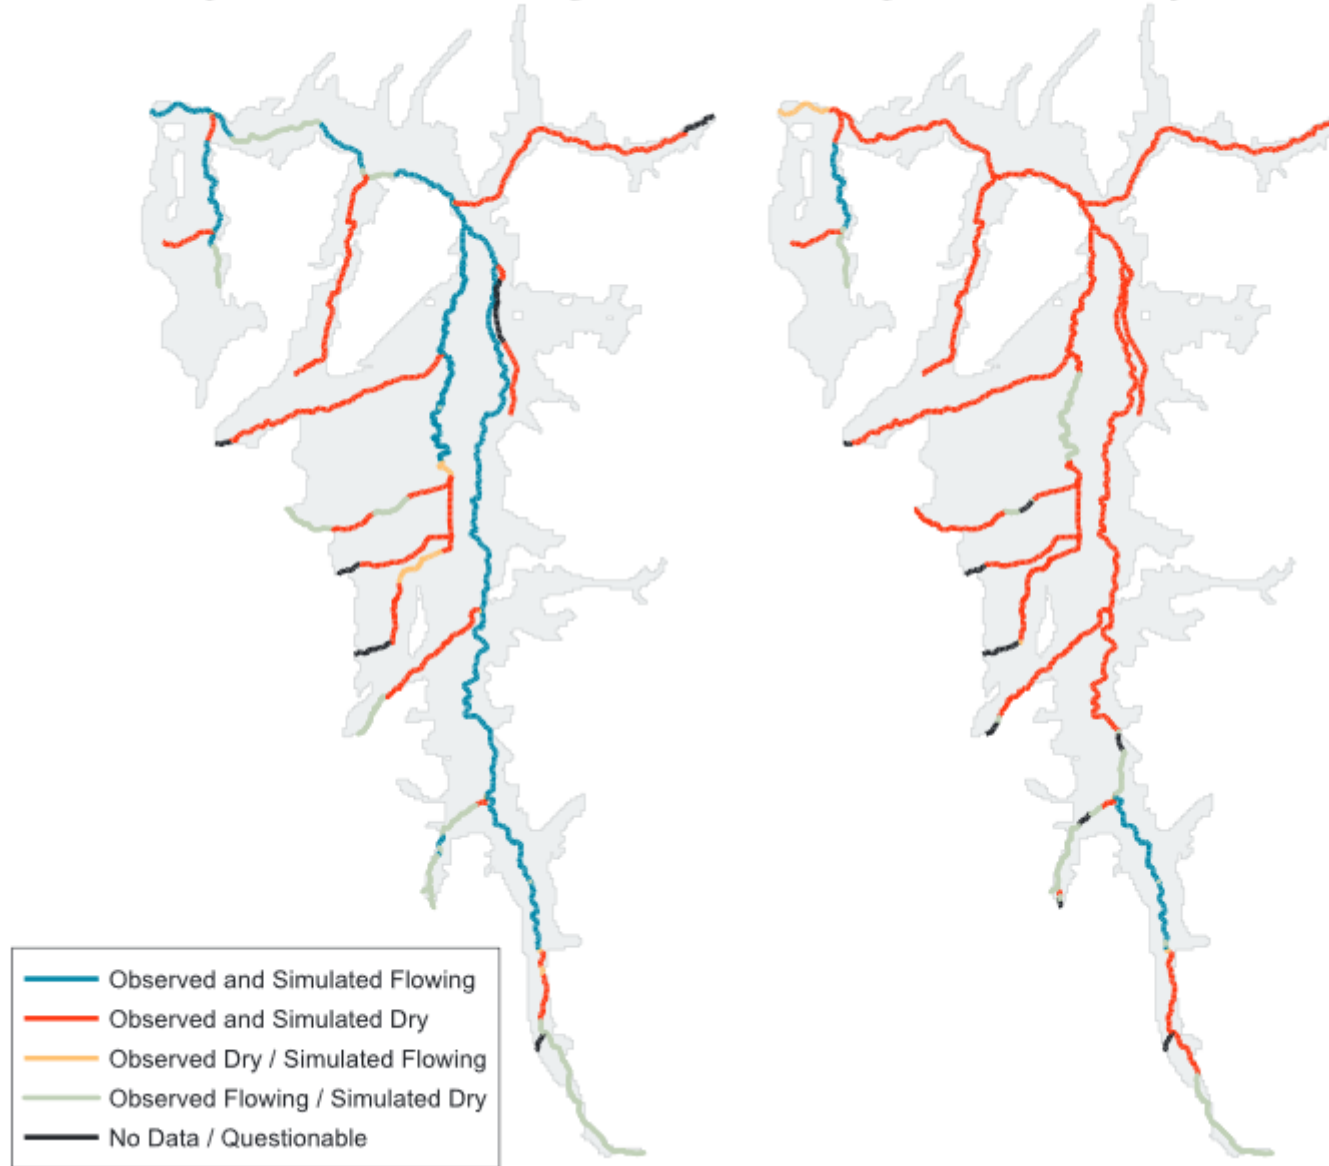 Observed and Simulated Flowing
Observed and Simulated Dry
Observed Dry / Simulated Flowing
Observed Flowing / Simulated Dry
No Data / Questionable